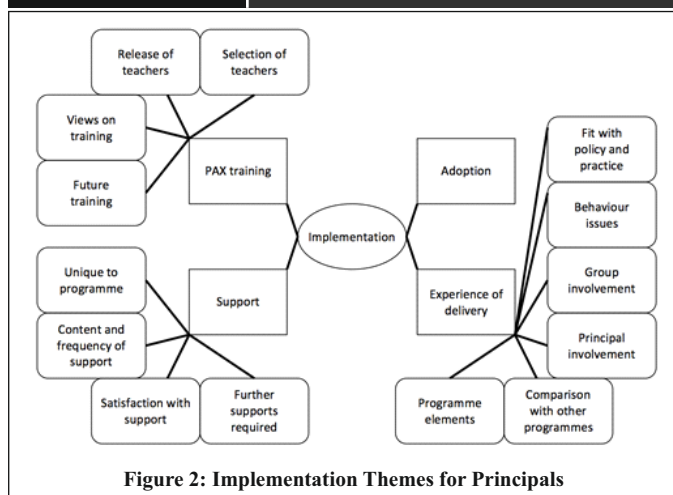 Release of
teachers
Selection of
teachers
Views on
training
Future
training
PAX training
Adoption
Fit with
policy and
practice
Behaviour
issues
Implementation
Unique to
programme
Content and
frequency of
support
Support
Satisfaction with
support
Further
supports
required
Experience of
delivery
Group
involvement
Principal
involvement
Programme
elements
Comparison
with other
programmes
Figure 2: Implementation Themes for Principals